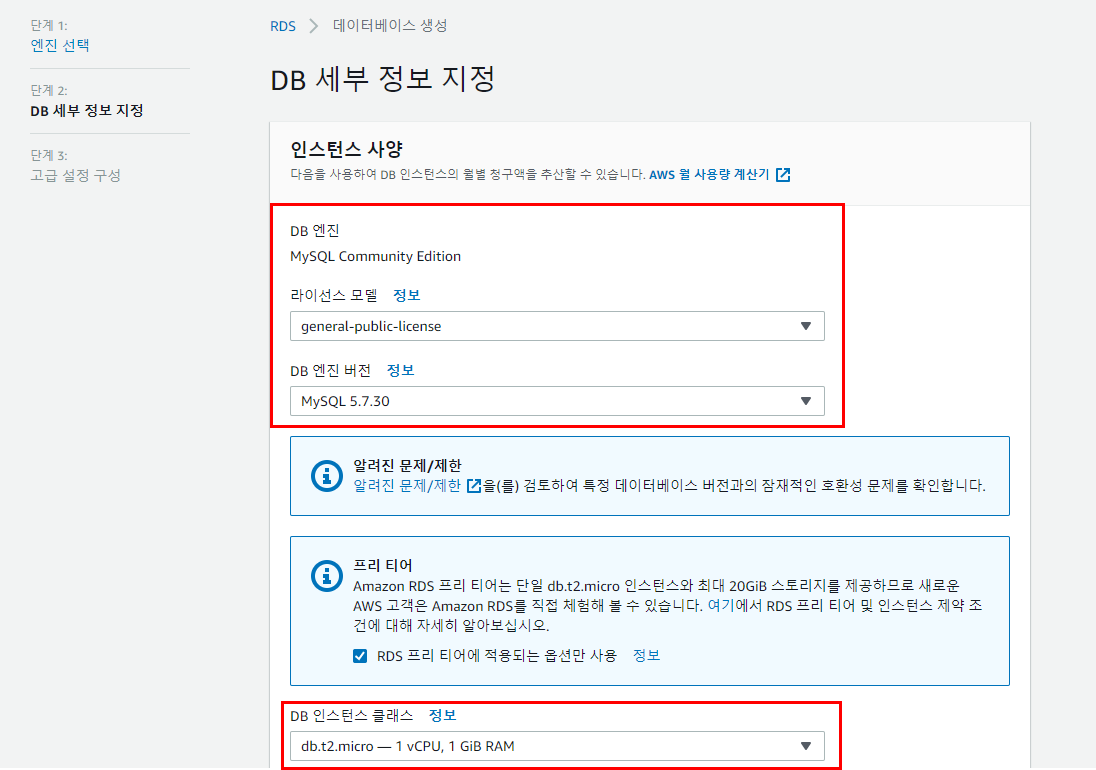 단계 1:
엔진 선택
단계 2:
DB 세부 정보 지정
단계 3:
고급 설정 구성
RDS > 데이터베이스 생성
DB 세부 정보 지정
인스턴스 사양
다음을 사용하여 DB 인스턴스의 월별 청구액을 추산할 수 있습니다. AWS 월 사용량 계산기
DB 엔진
MySQL Community Edition
라이선스 모델 정보
general-public-license
DB 엔진 버전 정보
MySQL 5.7.30
알려진 문제/제한
알려진 문제/제한 을(를) 검토하여 특정 데이터베이스 버전과의 잠재적인 호환성 문제를 확인합니다.
프리 티어
Amazon RDS 프리 티어는 단일 db.t2.micro 인스턴스와 최대 20GiB 스토리지를 제공하므로 새로운
AWS 고객은 Amazon RDS를 직접 체험해 볼 수 있습니다. 여기에서 RDS 프리 티어 및 인스턴스 제약 조
건에 대해 자세히 알아보십시오.
RDS 프리 티어에 적용되는 옵션만 사용 정보
DB 인스턴스 클래스 정보
db.t2.micro — 1 vCPU, 1 GiB RAM